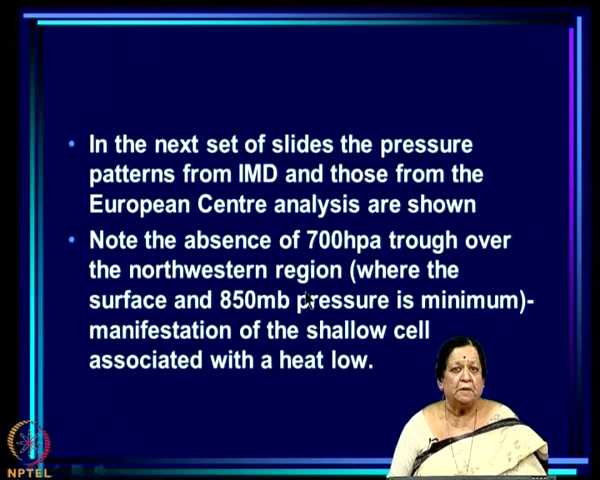 In the next set of slides the pressure
patterns from IMD and those from the
European Centre analysis are shown
Note the absence of 700hpa trough over
the northwestern region (where the
surface and 850mb pressure is minimum)-
manifestation of the shallow cell
associated with a heat low.
NPTEL